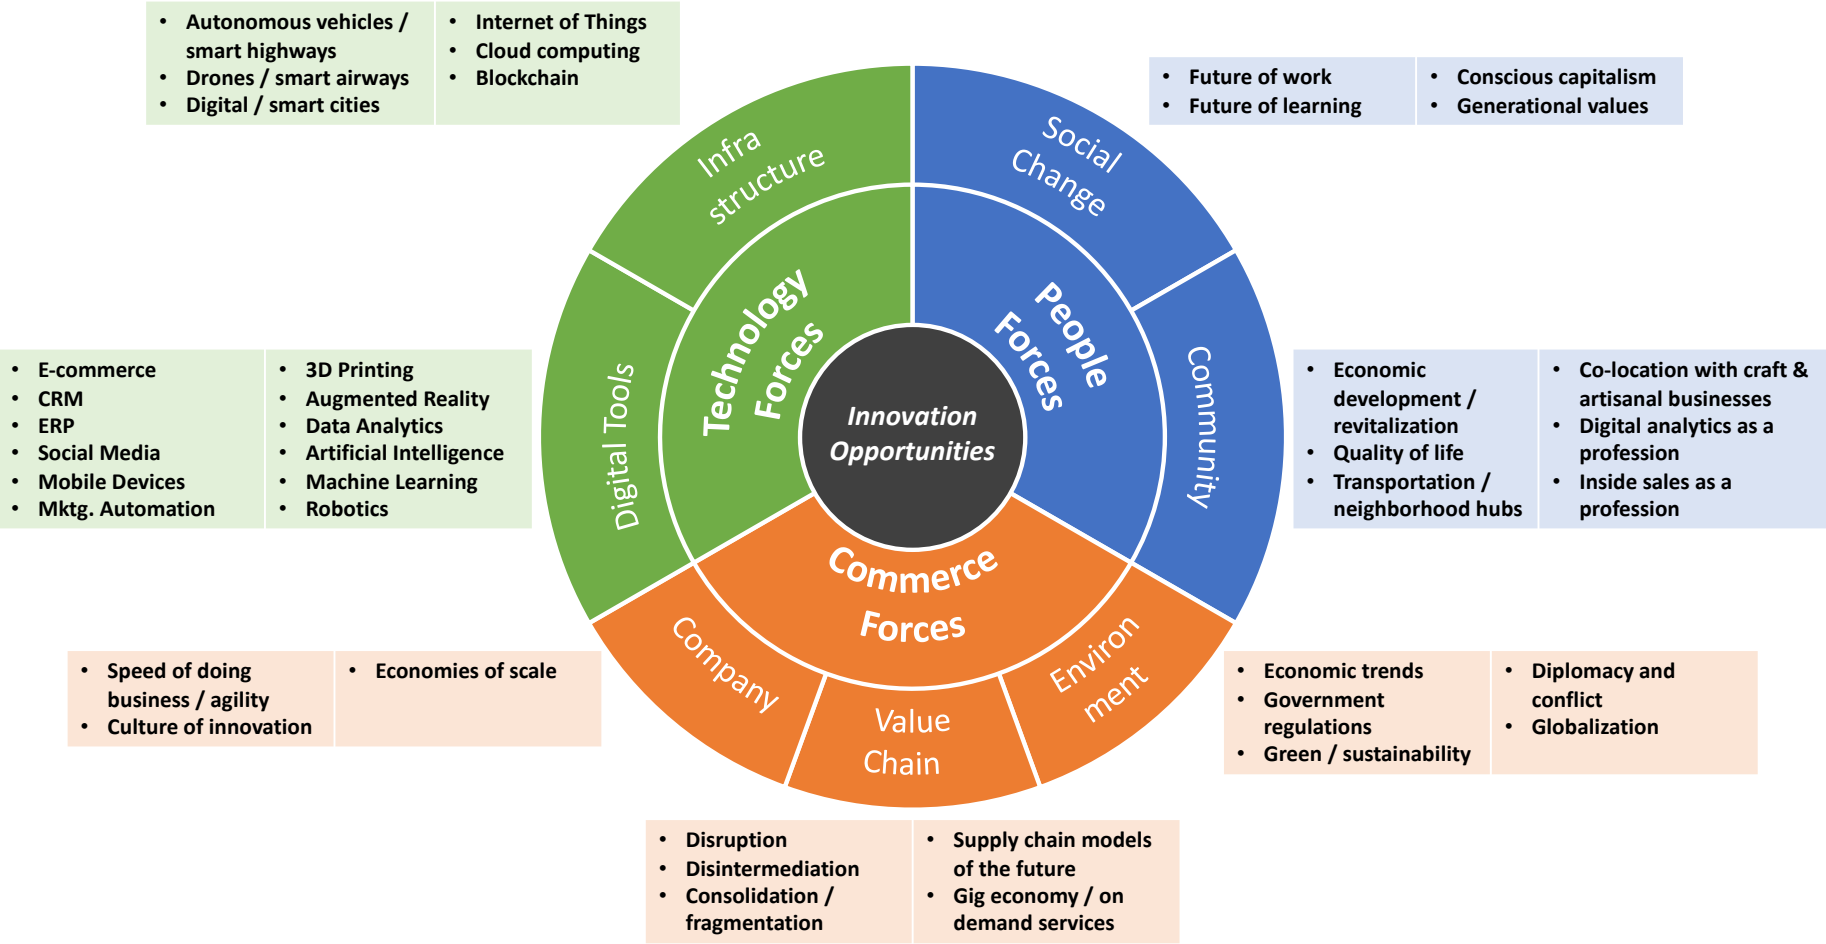 • Autonomous vehicles /
smart highways
• Drones / smart airways
• Digital / smart cities
• Internet of Things
• Cloud computing
• Blockchain
• Future of work
• Future of learning
• Conscious capitalism
• Generational values
Infra
structure
Social
Change
Technology
Forces
People
Forces
Innovation
Opportunities
Digital Tools
Community
• E-commerce
• CRM
• ERP
• Social Media
• Mobile Devices
• Mktg. Automation
• 3D Printing
• Augmented Reality
• Data Analytics
• Artificial Intelligence
• Machine Learning
• Robotics
• Economic
development /
revitalization
• Quality of life
• Transportation /
neighborhood hubs
• Co-location with craft &
artisanal businesses
• Digital analytics as a
profession
• Inside sales as a
profession
Commerce
Forces
Company
Value
Chain
Environ
ment
• Speed of doing
business / agility
• Culture of innovation
• Economies of scale
• Economic trends
• Government
regulations
• Green / sustainability
• Diplomacy and
conflict
• Globalization
• Disruption
• Disintermediation
• Consolidation /
fragmentation
• Supply chain models
of the future
• Gig economy / on
demand services